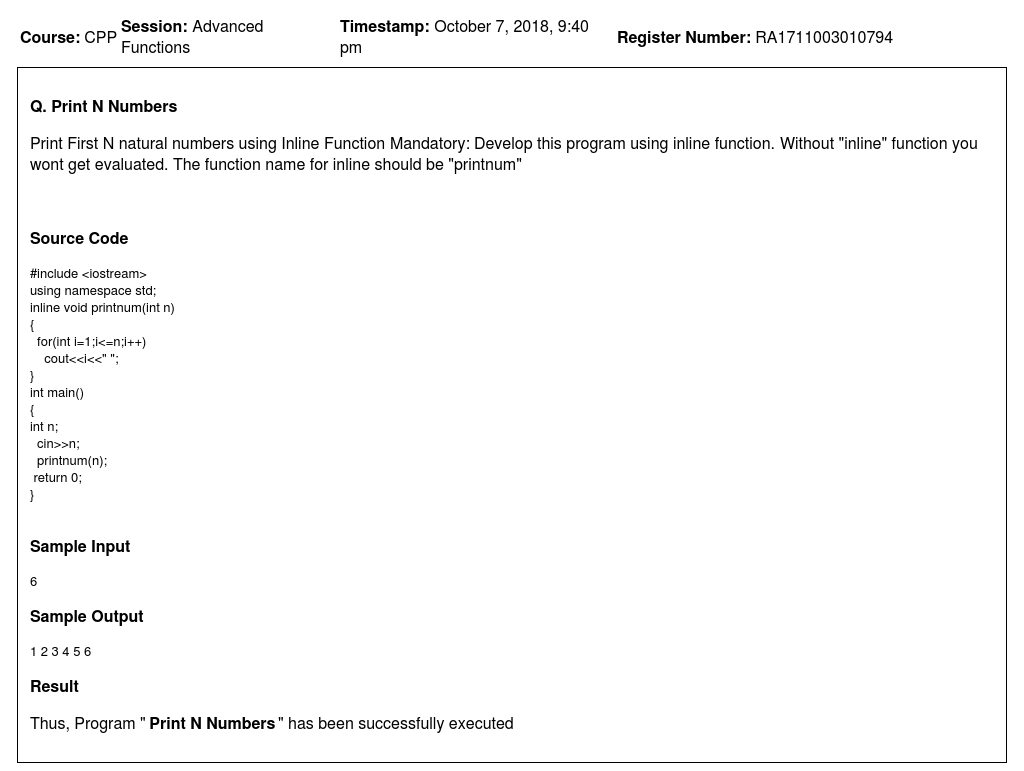 Course: CPP Session: Advanced Functions Timestamp: October 7, 2018, 9:40 pm Register Number: RA1711003010794
Q. Print N Numbers
Print First N natural numbers using Inline Function Mandatory: Develop this program using inline function. Without "inline" function you
wont get evaluated. The function name for inline should be "printnum"
Source Code
#include <iostream>
using namespace std;
inline void printnum(int n)
{
  for(int i=1;i<=n;i++)
    cout<<i<<" ";
}
int main()
{
int n;
  cin>>n;
  printnum(n);
 return 0;
}
Sample Input
6
Sample Output
1 2 3 4 5 6
Result
Thus, Program " Print N Numbers " has been successfully executed